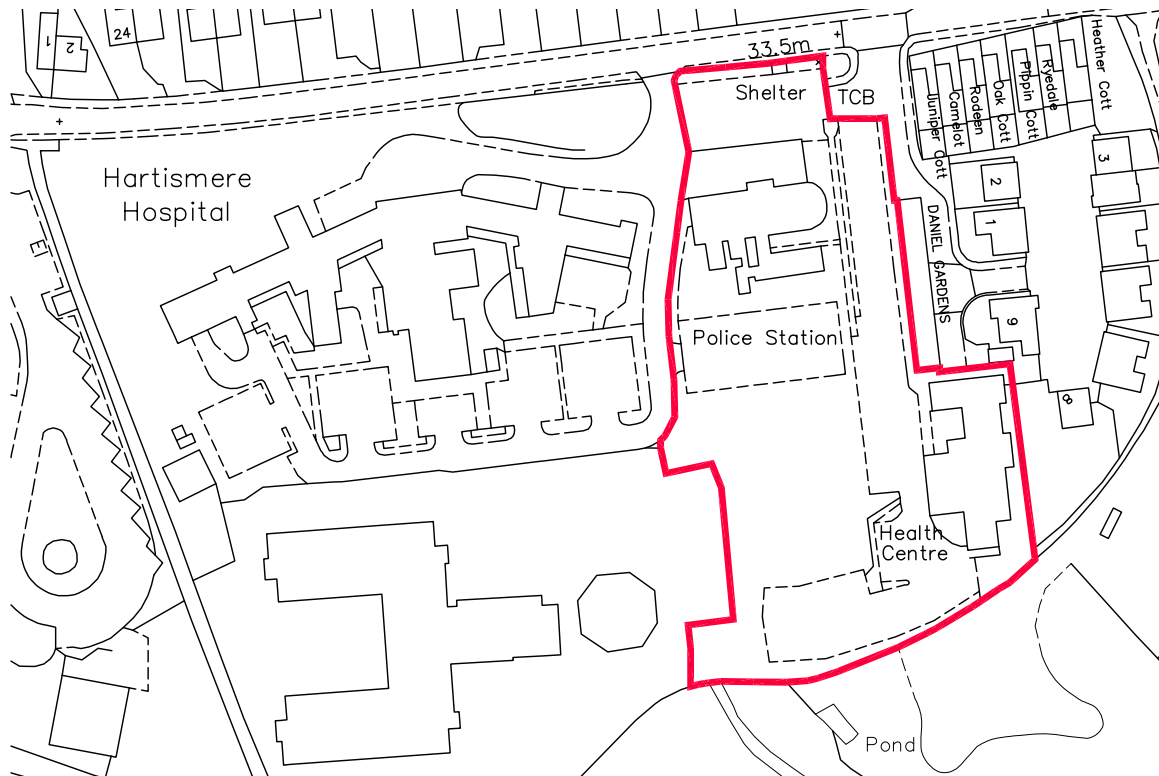 1
2
24
33.5m
Shelter
TCB
Juniper Cott
Camelot
Rodeen
Oak Cott
Pippin Cott
Ryedale
Heather Cott
Hartismere
Hospital
3
2
1
DANIEL GARDENS
9
8
Police Station
Health
Centre
Pond